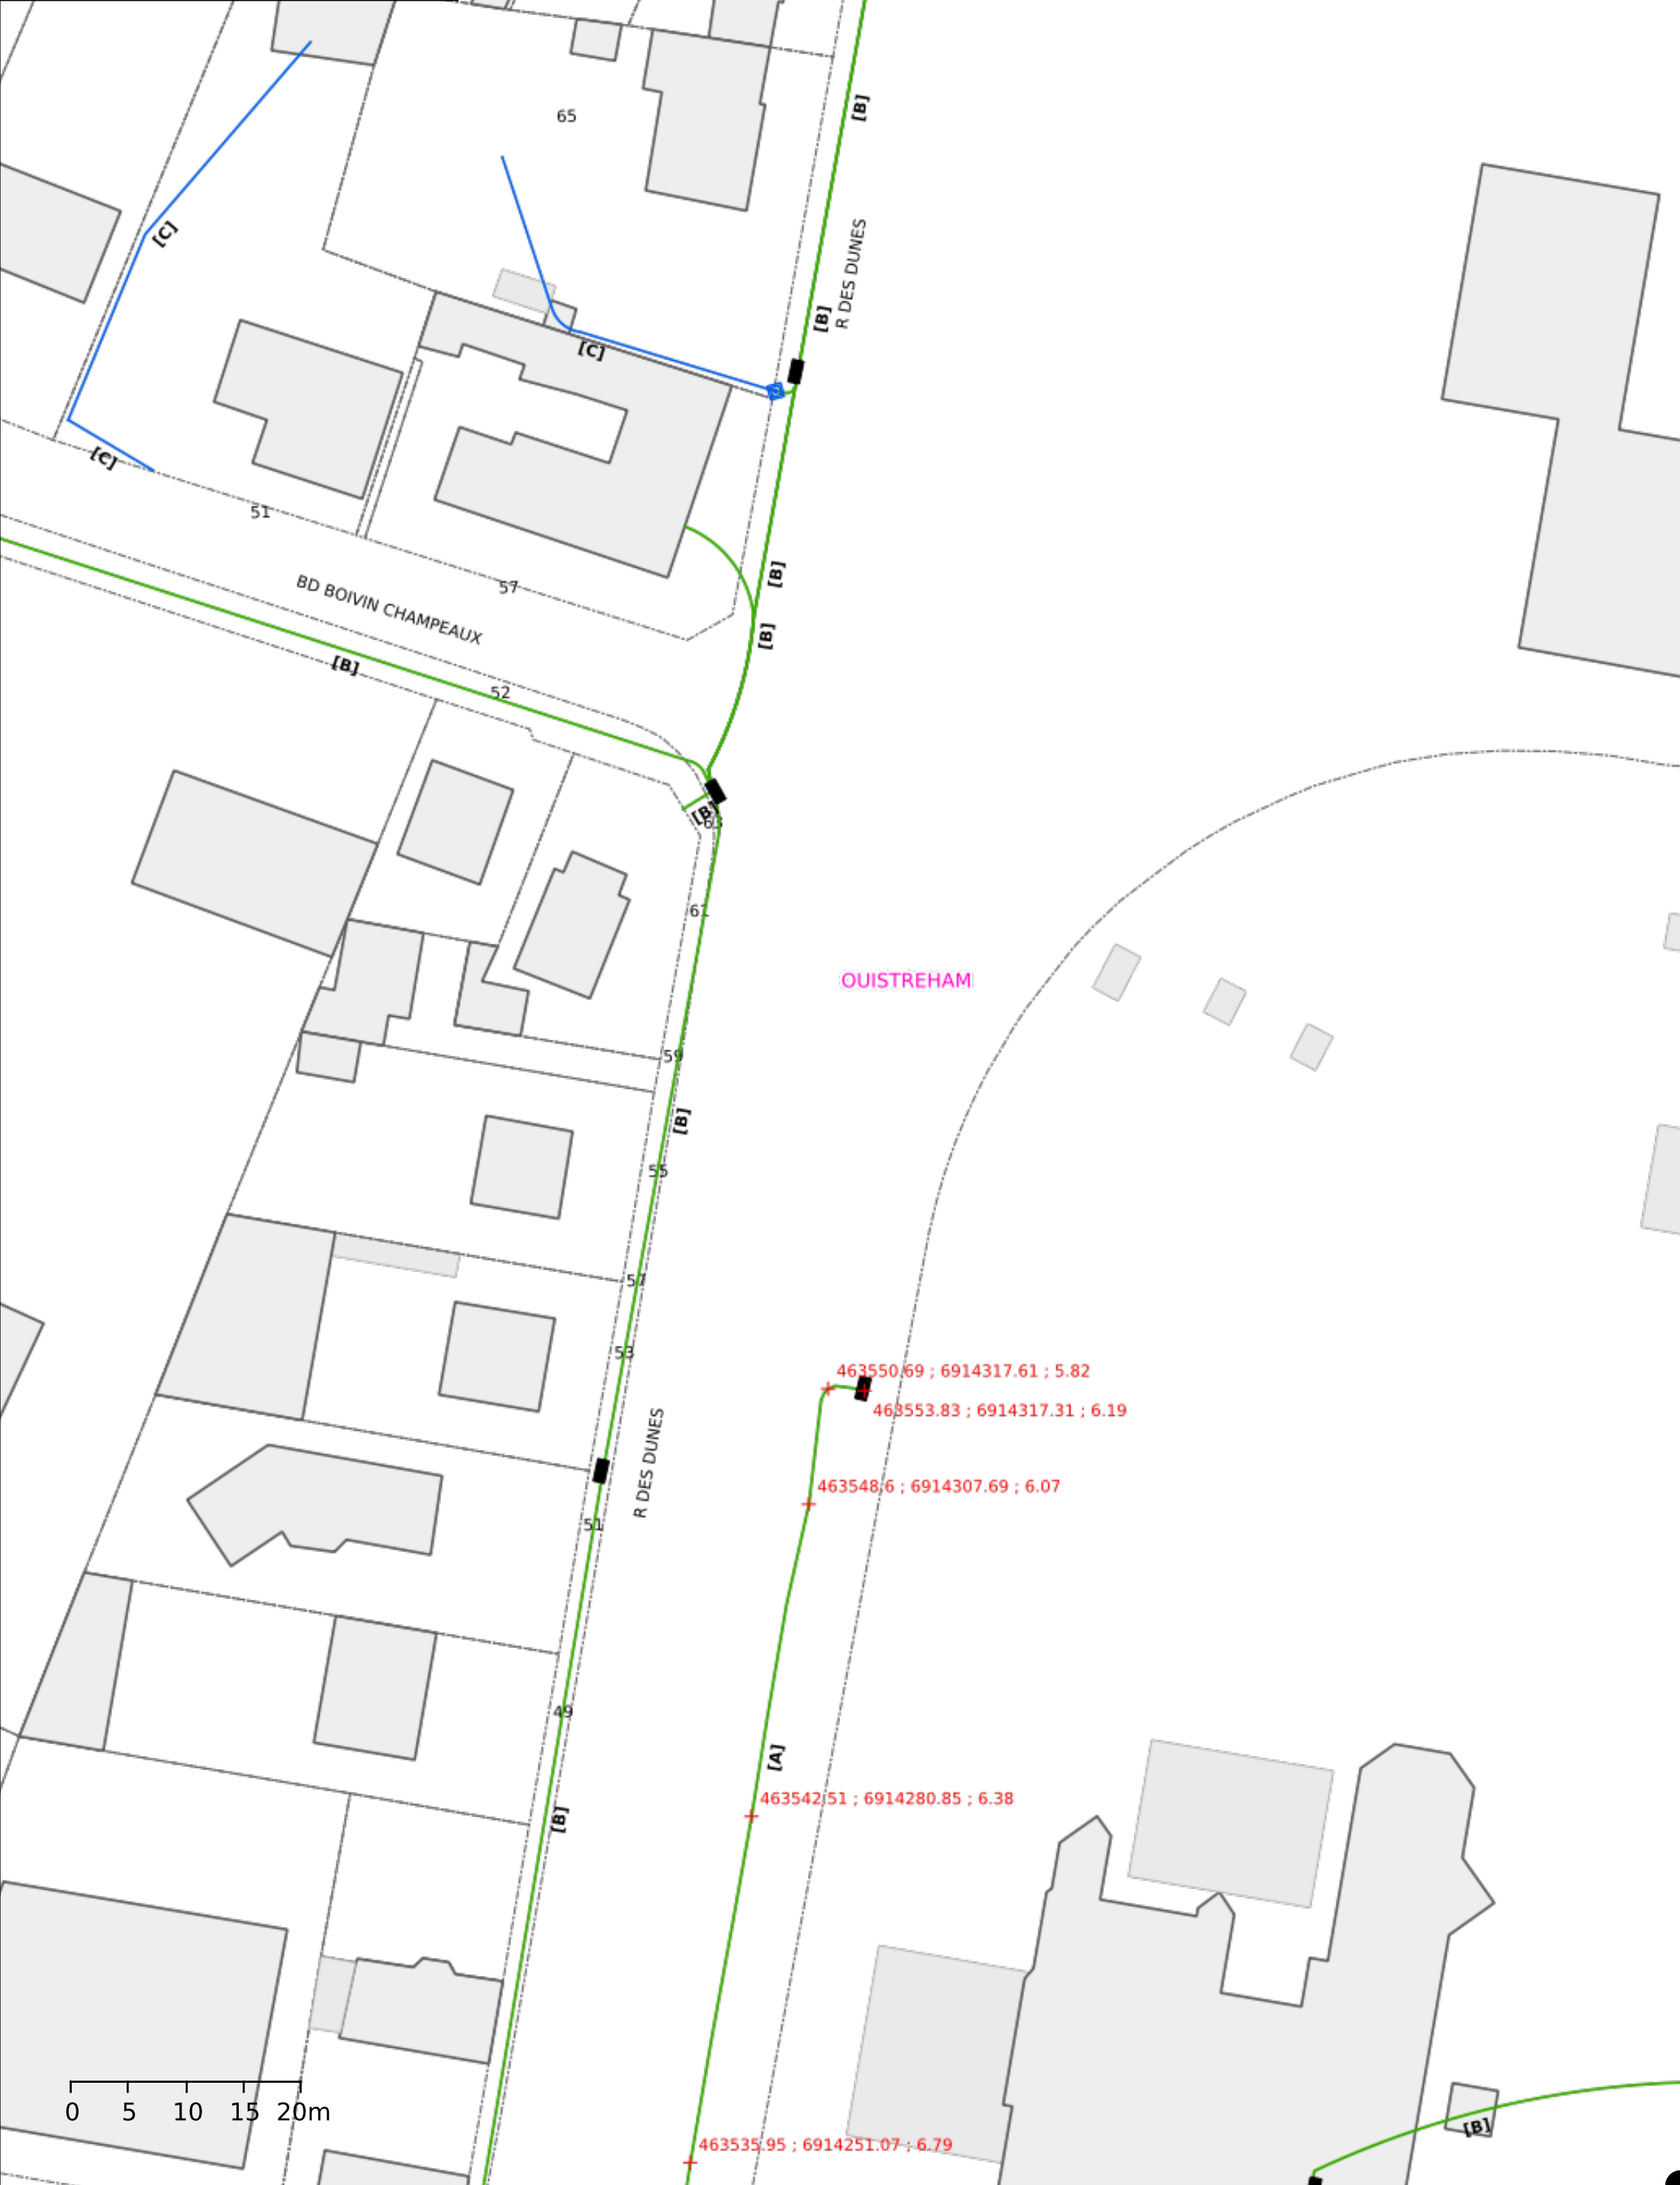 65
[B]
[C]
R DES DUNES
[B]
[C]
[C]
51
[B]
57
BD BOIVIN CHAMPEAUX
[B]
[B]
52
[B]
63
61
OUISTREHAM
59
[B]
55
57
53
463550.69 ; 6914317.61 ; 5.82
463553.83 ; 6914317.31 ; 6.19
R DES DUNES
463548.6 ; 6914307.69 ; 6.07
51
49
[A]
463542.51 ; 6914280.85 ; 6.38
[B]
0 5 10 15 20m
[B]
463535.95 ; 6914251.07 ; 6.79